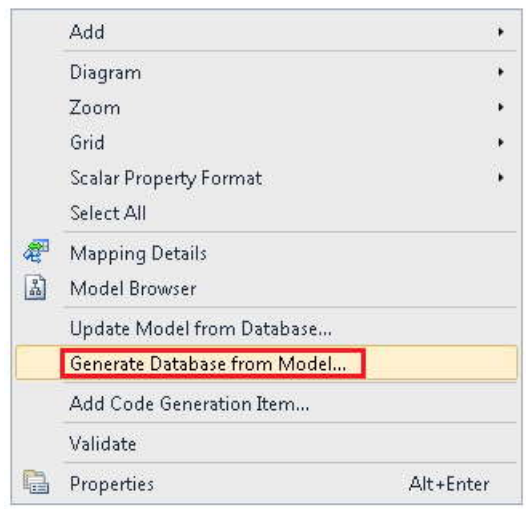 Add
Diagram
Zoom
Grid
Scalar Property Format
Select All
Mapping Details
Model Browser
Update Model from Database...
Generate Database from Model...
Add Code Generation Item...
Validate
Properties Alt+Enter